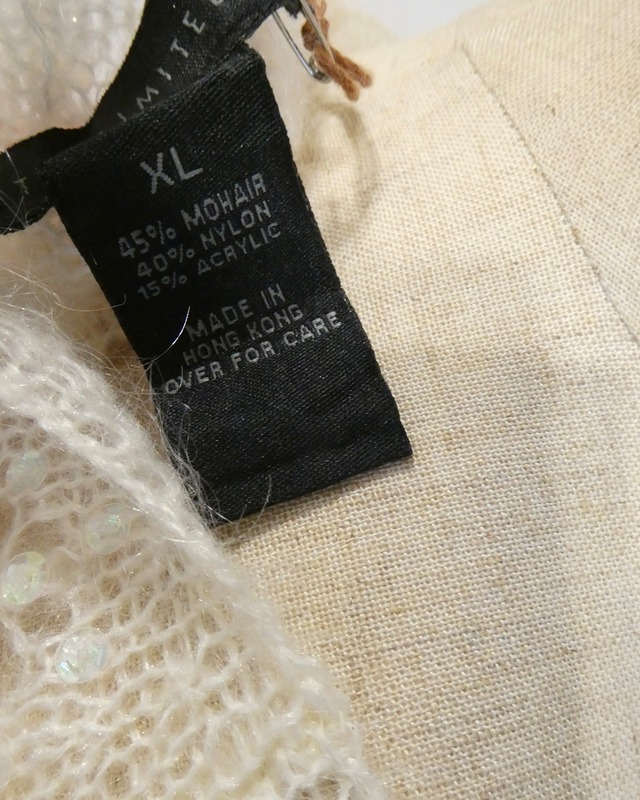 XL
45% MOHAIR
40% NYLON
15% ACRYLIC
MADE IN
HONG KONG
OVER FOR CARE